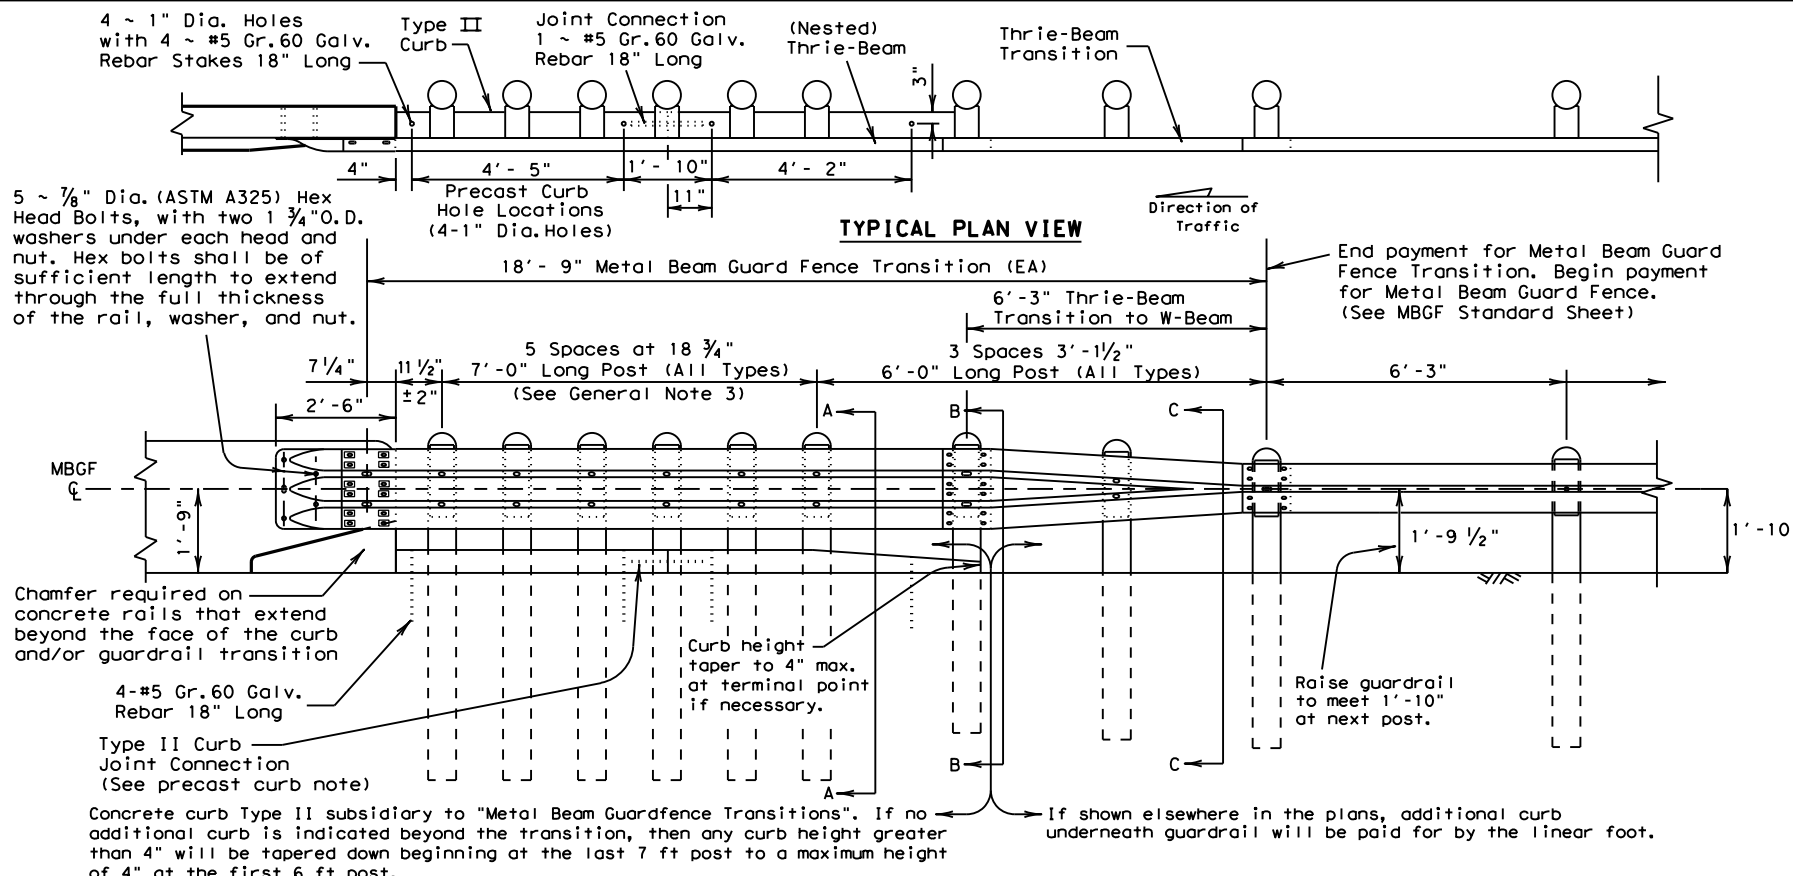 4 ~ 1" Dia. Holes
with 4 ~ #5 Gr.60 Galv.
Rebar Stakes 18" Long
Type II
Curb
Joint Connection
1 ~ #5 Gr.60 Galv.
Rebar 18" Long
(Nested)
Thrie-Beam
3"
Thrie-Beam
Transition
4"
4'- 5"
1'- 10"
4'- 2"
11"
Precast Curb
Hole Locations
(4-1" Dia.Holes)
TYPICAL PLAN VIEW
Direction of
Traffic
5 ~ 7/8" Dia.(ASTM A325) Hex
Head Bolts, with two 1 3/4"O.D.
washers under each head and
nut. Hex bolts shall be of
sufficient length to extend
through the full thickness
of the rail, washer, and nut.
18'- 9" Metal Beam Guard Fence Transition (EA)
End payment for Metal Beam Guard
Fence Transition. Begin payment
for Metal Beam Guard Fence.
(See MBGF Standard Sheet)
6'-3" Thrie-Beam
Transition to W-Beam
7 1/4"
11 1/2"
±2"
5 Spaces at 18 3/4"
7'-0" Long Post (All Types)
(See General Note 3)
3 Spaces 3'-1 1/2"
6'-0" Long Post (All Types)
6'-3"
2'-6"
A
B
C
MBGF
℄
1'-9"
1'-9 1/2"
1'-10
Chamfer required on
concrete rails that extend
beyond the face of the curb
and/or guardrail transition
4-#5 Gr.60 Galv.
Rebar 18" Long
Curb height
taper to 4" max.
at terminal point
if necessary.
Raise guardrail
to meet 1'-10"
at next post.
Type II Curb
Joint Connection
(See precast curb note)
A
B
C
Concrete curb Type II subsidiary to "Metal Beam Guardfence Transitions". If no
additional curb is indicated beyond the transition, then any curb height greater
than 4" will be tapered down beginning at the last 7 ft post to a maximum height
of 4" at the first 6 ft post.
If shown elsewhere in the plans, additional curb
underneath guardrail will be paid for by the linear foot.